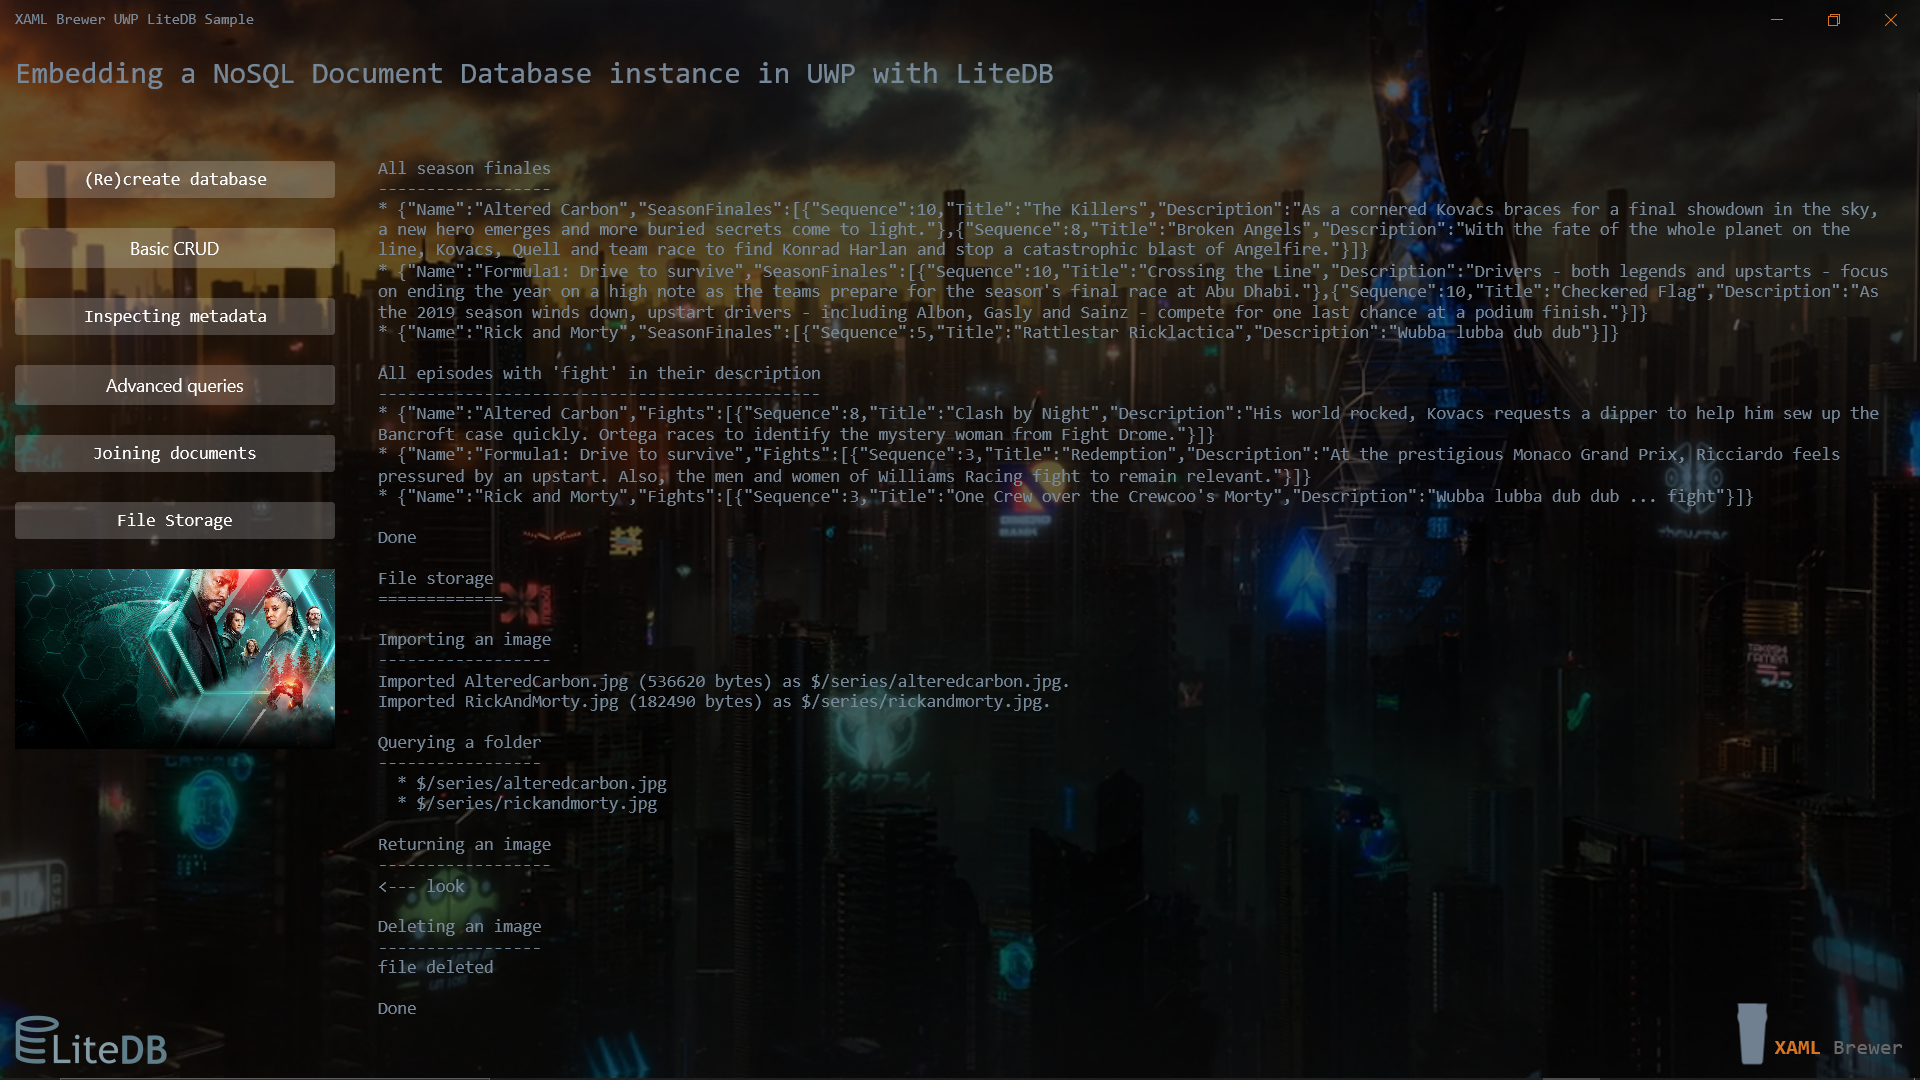 XAML Brewer UWP LiteDB Sample
Embedding a NoSQL Document Database instance in UWP with LiteDB
(Re)create database
Basic CRUD
Inspecting metadata
Advanced queries
Joining documents
File Storage
All season finales
------------------
* {"Name":"Altered Carbon","SeasonFinales":[{"Sequence":10,"Title":"The Killers","Description":"As a cornered Kovacs braces for a final showdown in the sky,
a new hero emerges and more buried secrets come to light."},{"Sequence":8,"Title":"Broken Angels","Description":"With the fate of the whole planet on the
line, Kovacs, Quell and team race to find Konrad Harlan and stop a catastrophic blast of Angelfire."}]}
* {"Name":"Formula1: Drive to survive","SeasonFinales":[{"Sequence":10,"Title":"Crossing the Line","Description":"Drivers - both legends and upstarts - focus
on ending the year on a high note as the teams prepare for the season's final race at Abu Dhabi."},{"Sequence":10,"Title":"Checkered Flag","Description":"As
the 2019 season winds down, upstart drivers - including Albon, Gasly and Sainz - compete for one last chance at a podium finish."}]}
* {"Name":"Rick and Morty","SeasonFinales":[{"Sequence":5,"Title":"Rattlestar Ricklactica","Description":"Wubba lubba dub dub"}]}
All episodes with 'fight' in their description
----------------------------------------------
* {"Name":"Altered Carbon","Fights":[{"Sequence":8,"Title":"Clash by Night","Description":"His world rocked, Kovacs requests a dipper to help him sew up the
Bancroft case quickly. Ortega races to identify the mystery woman from Fight Drome."}]}
* {"Name":"Formula1: Drive to survive","Fights":[{"Sequence":3,"Title":"Redemption","Description":"At the prestigious Monaco Grand Prix, Ricciardo feels
pressured by an upstart. Also, the men and women of Williams Racing fight to remain relevant."}]}
* {"Name":"Rick and Morty","Fights":[{"Sequence":3,"Title":"One Crew over the Crewcoo's Morty","Description":"Wubba lubba dub dub ... fight"}]}
Done
File storage
=============
Importing an image
------------------
Imported AlteredCarbon.jpg (536620 bytes) as $/series/alteredcarbon.jpg.
Imported RickAndMorty.jpg (182490 bytes) as $/series/rickandmorty.jpg.
Querying a folder
-----------------
* $/series/alteredcarbon.jpg
* $/series/rickandmorty.jpg
Returning an image
------------------
<--- look
Deleting an image
-----------------
file deleted
Done
バタフライ
LiteDB
XAML Brewer